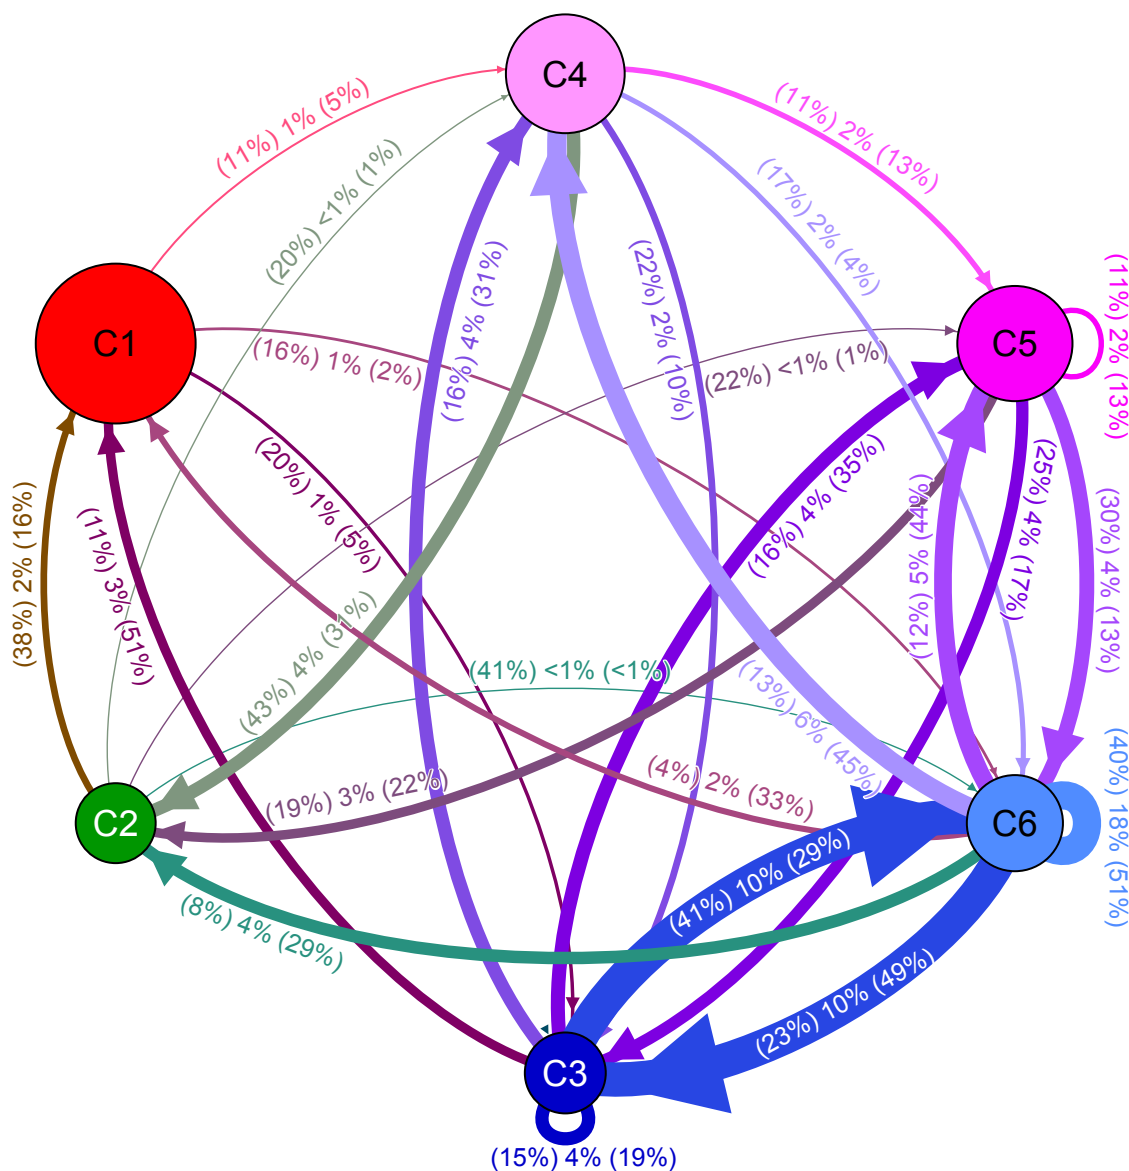 C4
(11%) 1% (5%)
(11%) 2% (13%)
(20%) <1% (1%)
(17%) 2% (4%)
(16%) 4% (31%)
(22%) 2% (10%)
C1
C5
(11%) 2% (13%)
(16%) 1% (2%)
(22%) <1% (1%)
(20%) 1% (5%)
(16%) 4% (35%)
(25%) 4% (17%)
(12%) 5% (44%)
(30%) 4% (13%)
(38%) 2% (16%)
(11%) 3% (51%)
(43%) 4% (31%)
(41%) <1% (<1%)
(13%) 6% (45%)
(4%) 2% (33%)
(19%) 3% (22%)
C2
C6
(40%) 18% (51%)
(41%) 10% (29%)
(8%) 4% (29%)
(23%) 10% (49%)
C3
(15%) 4% (19%)